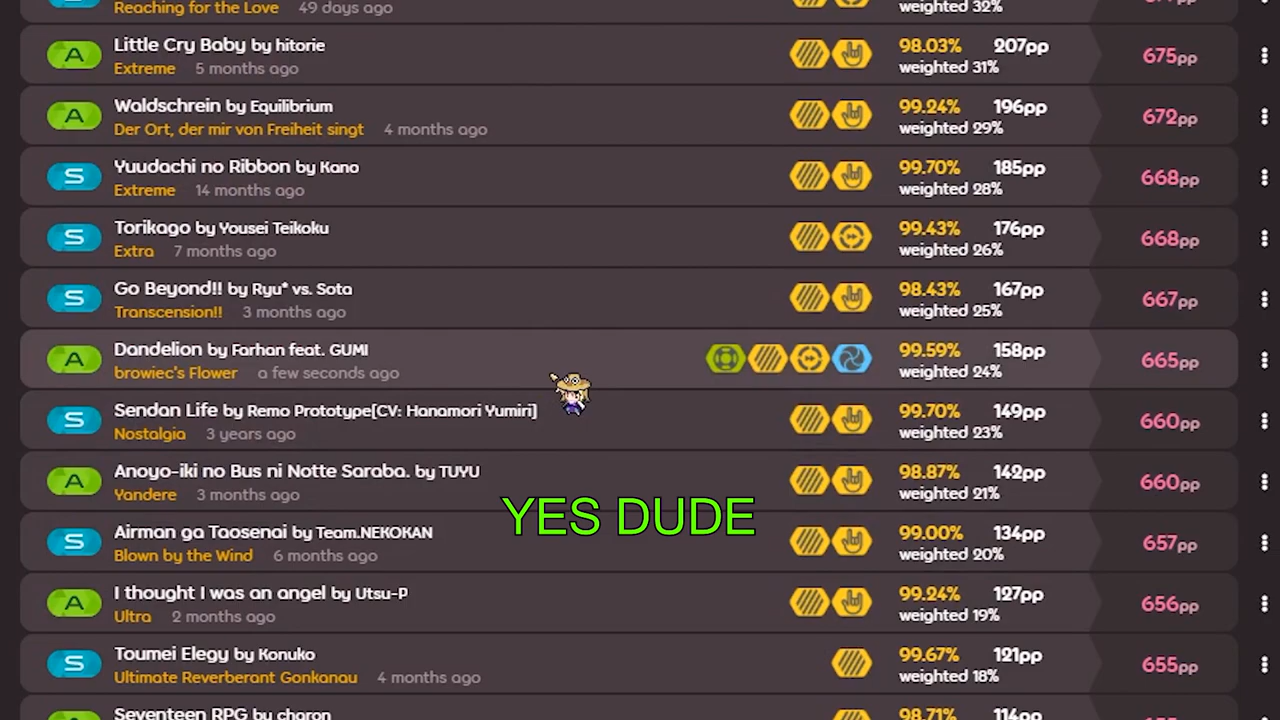 Reaching for the Love 49 days ago
weighted 32%
A Little Cry Baby by hitorie 98.03% 207pp 675pp
Extreme 5 months ago weighted 31%
A Waldschrein by Equilibrium 99.24% 196pp 672pp
Der Ort, der mir von Freiheit singt 4 months ago weighted 29%
S Yuudachi no Ribbon by Kano 99.70% 185pp 668pp
Extreme 14 months ago weighted 28%
S Torikago by Yousei Teikoku 99.43% 176pp 668pp
Extra 7 months ago weighted 26%
S Go Beyond!! by Ryu* vs. Sota 98.43% 167pp 667pp
Transcension!! 3 months ago weighted 25%
A Dandelion by Farhan feat. GUMI 99.59% 158pp 665pp
browiec's Flower a few seconds ago weighted 24%
S Sendan Life by Remo Prototype[CV: Hanamori Yumiri] 99.70% 149pp 660pp
Nostalgia 3 years ago weighted 23%
A Anoyo-iki no Bus ni Notte Saraba. by TUYU 98.87% 142pp 660pp
Yandere 3 months ago weighted 21%
YES DUDE
S Airman ga Taosenai by Team.NEKOKAN 99.00% 134pp 657pp
Blown by the Wind 6 months ago weighted 20%
A I thought I was an angel by Utsu-P 99.24% 127pp 656pp
Ultra 2 months ago weighted 19%
S Toumei Elegy by Konuko 99.67% 121pp 655pp
Ultimate Reverberant Gonkanau 4 months ago weighted 18%
Seventeen RPG by charon 98.71% 114pp